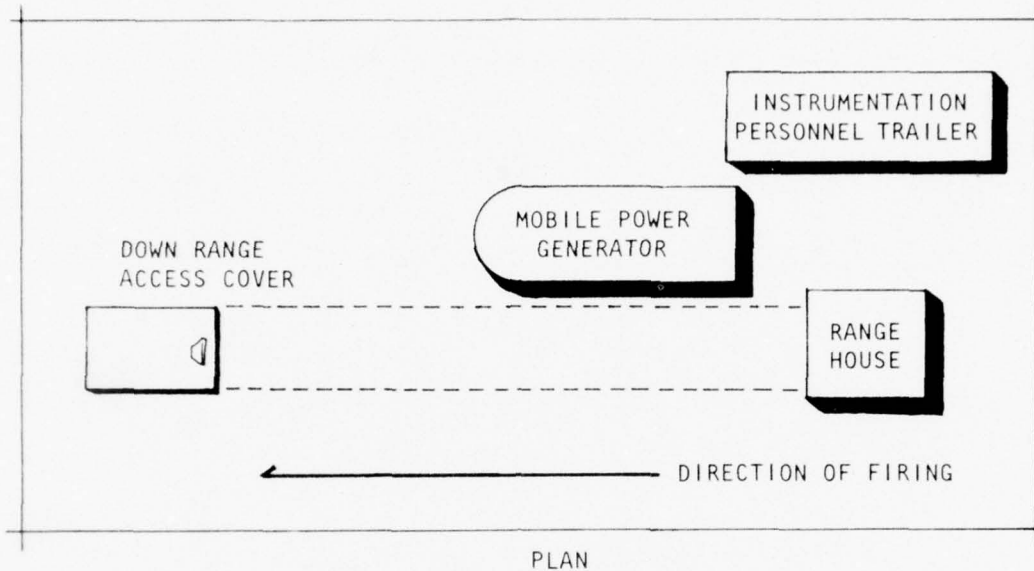 INSTRUMENTATION
PERSONNEL TRAILER
MOBILE POWER
GENERATOR
DOWN RANGE
ACCESS COVER
RANGE
HOUSE
DIRECTION OF FIRING
PLAN